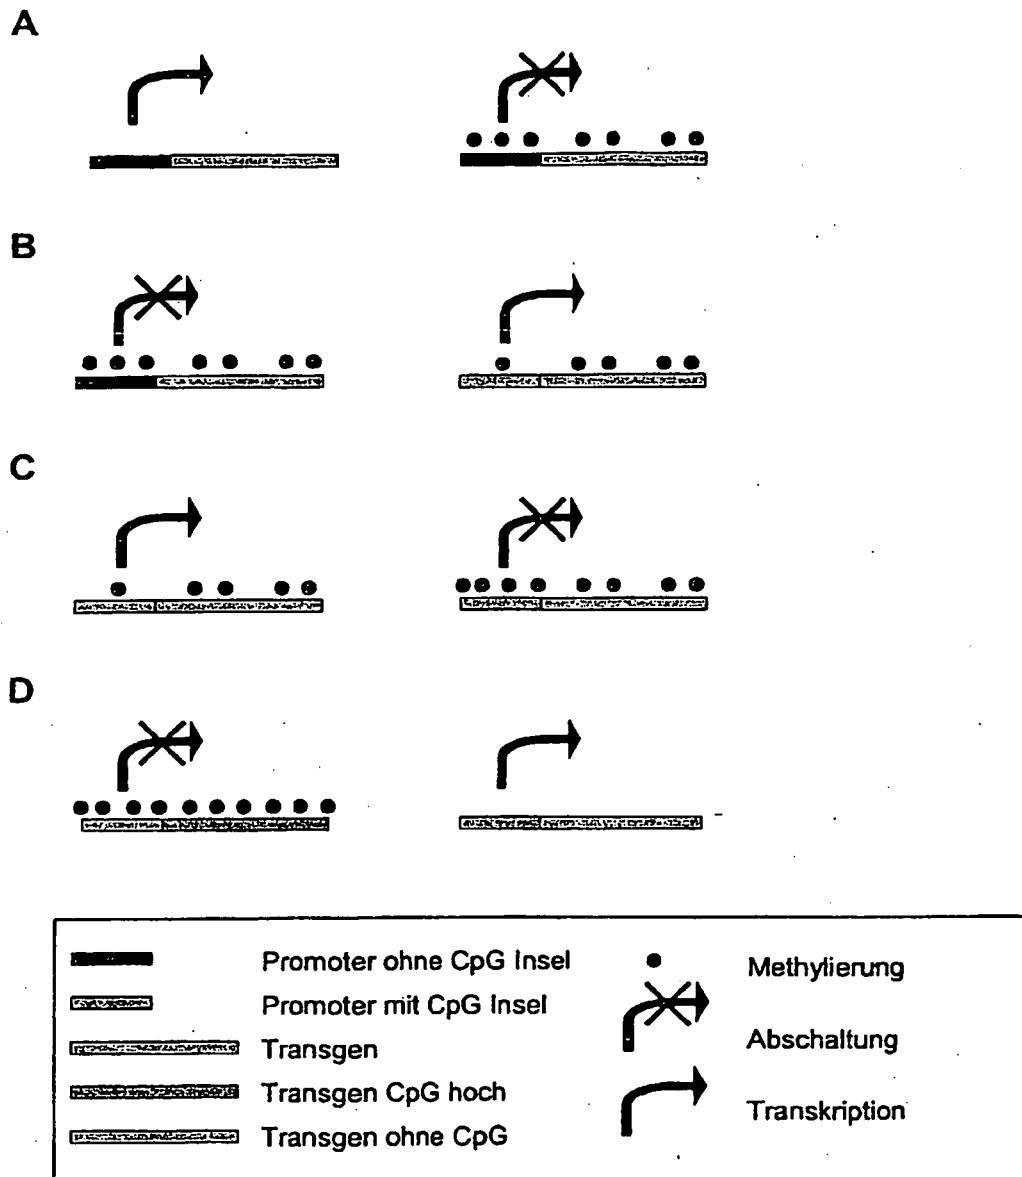 A
B
C
D
Promoter ohne CpG Insel
Promoter mit CpG Insel
Transgen
Transgen CpG hoch
Transgen ohne CpG
Methylierung
Abschaltung
Transkription